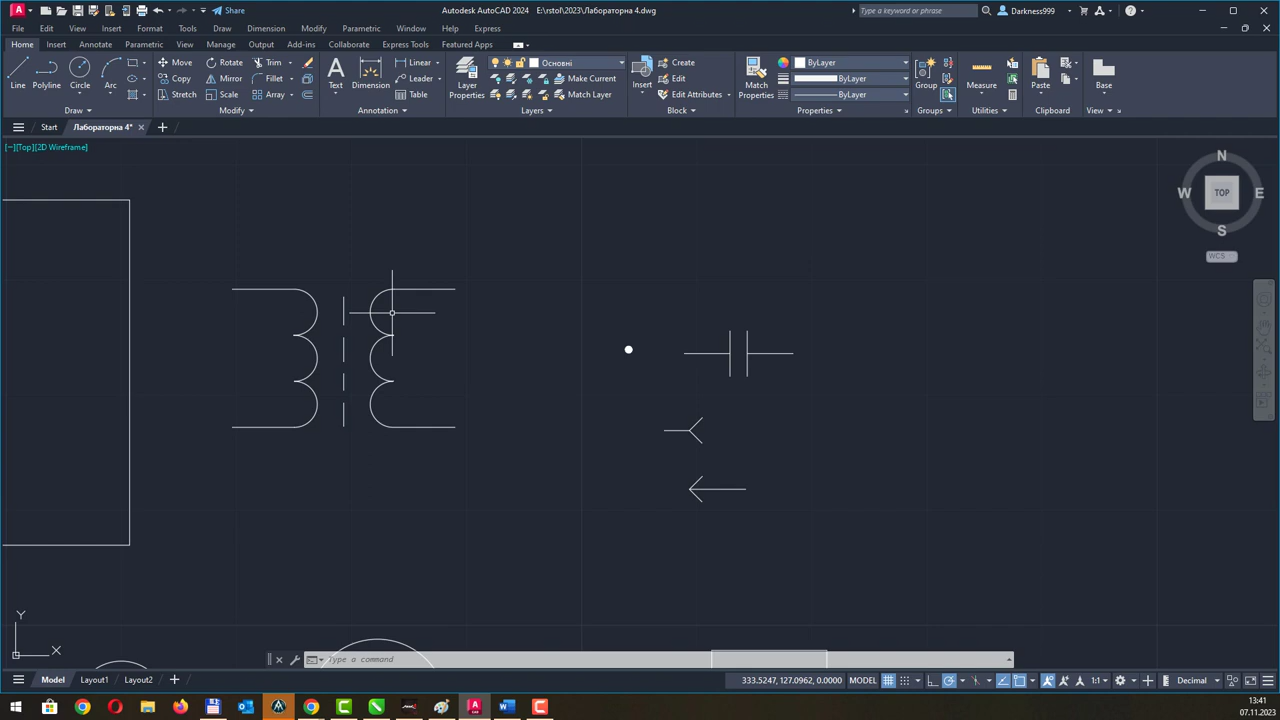 Share
Autodesk AutoCAD 2024 E:\rstol\2023\Лабораторна 4.dwg
Type a keyword or phrase
Darkness999
File Edit View Insert Format Tools Draw Dimension Modify Parametric Window Help Express
Home Insert Annotate Parametric View Manage Output Add-ins Collaborate Express Tools Featured Apps
Line Polyline Circle Arc
Move Rotate Trim
Copy Mirror Fillet
Stretch Scale Array
Text Dimension
Linear
Leader
Table
Layer Properties
Основні
Make Current
Match Layer
Insert
Create
Edit
Edit Attributes
Match Properties
ByLayer
ByLayer
ByLayer
Group
Measure
Paste
Base
Draw Modify Annotation Layers Block Properties Groups Utilities Clipboard View
Start Лабораторна 4*
[−][Top][2D Wireframe]
N
W TOP E
S
WCS
Y
X
Type a command
Model Layout1 Layout2
333.5247, 127.0962, 0.0000 MODEL 1:1 Decimal
13:41
07.11.2023